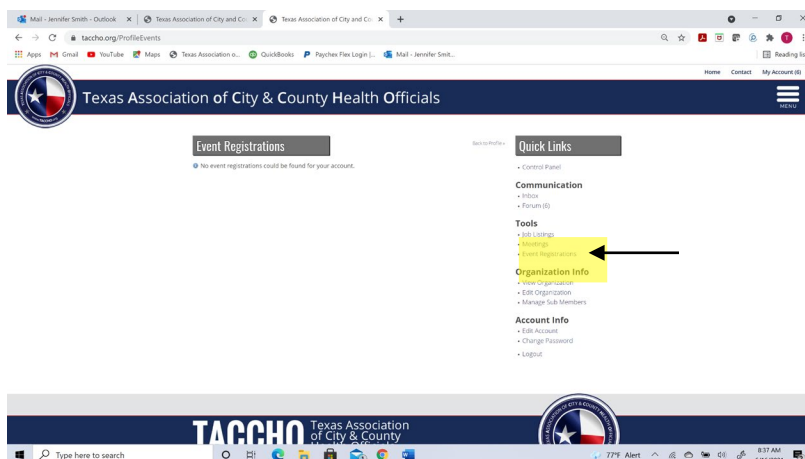 Mail - Jennifer Smith - Outlook
Texas Association of City and Co
Texas Association of City and Co
taccho.org/ProfileEvents
Apps
Gmail
YouTube
Maps
Texas Association o...
QuickBooks
Paychex Flex Login |...
Mail - Jennifer Smit...
Reading lis
Home Contact My Account (6)
Texas Association of City & County Health Officials
MENU
Event Registrations
Back to Profile »
No event registrations could be found for your account.
Quick Links
• Control Panel
Communication
• Inbox
• Forum (6)
Tools
• Job Listings
• Meetings
• Event Registrations
Organization Info
• View Organization
• Edit Organization
• Manage Sub Members
Account Info
• Edit Account
• Change Password
• Logout
TACCHO
Texas Association
of City & County
Health Officials
Type here to search
77°F Alert
8:37 AM